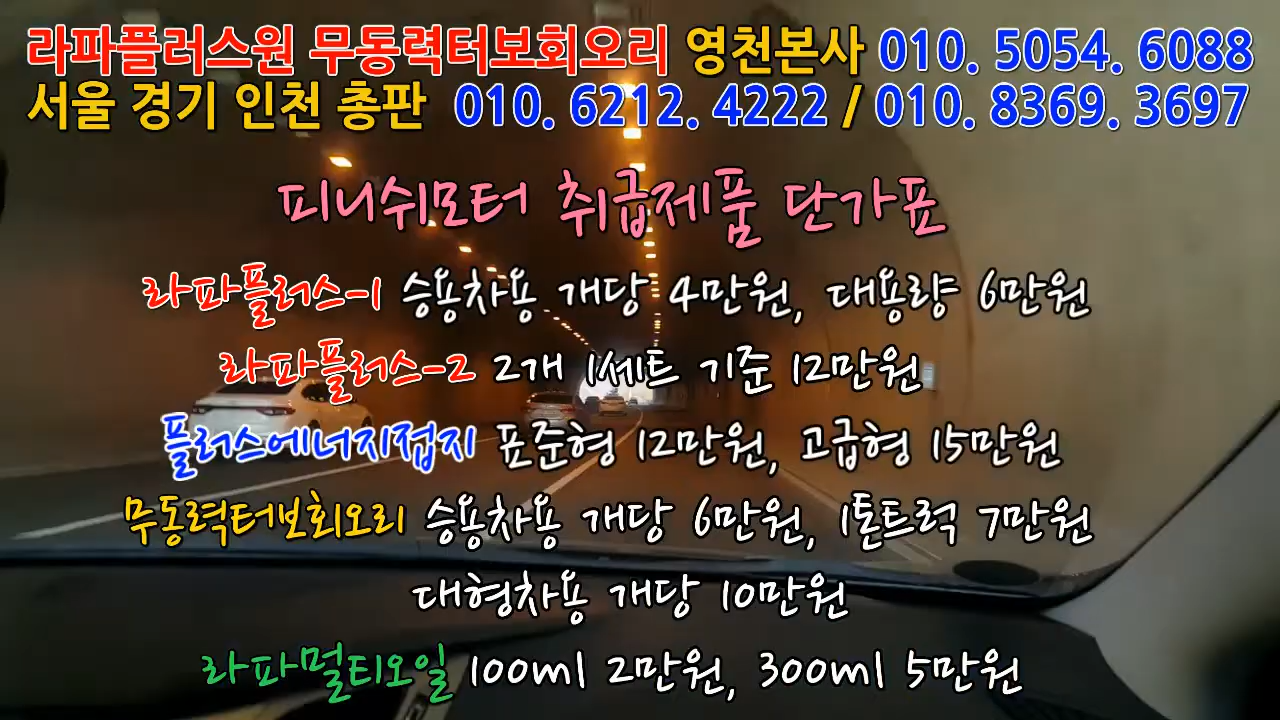 라파플러스원 무동력터보회오리 영천본사 010. 5054. 6088
서울 경기 인천 총판 010. 6212. 4222 / 010. 8369. 3697
피니쉬모터 취급제품 단가표
라파플러스-1 승용차용 개당 4만원, 대용량 6만원
라파플러스-2 2개 1세트 기준 12만원
플러스에너지접지 표준형 12만원, 고급형 15만원
무동력터보회오리 승용차용 개당 6만원, 1톤트럭 7만원
대형차용 개당 10만원
라파멀티오일 100ml 2만원, 300ml 5만원